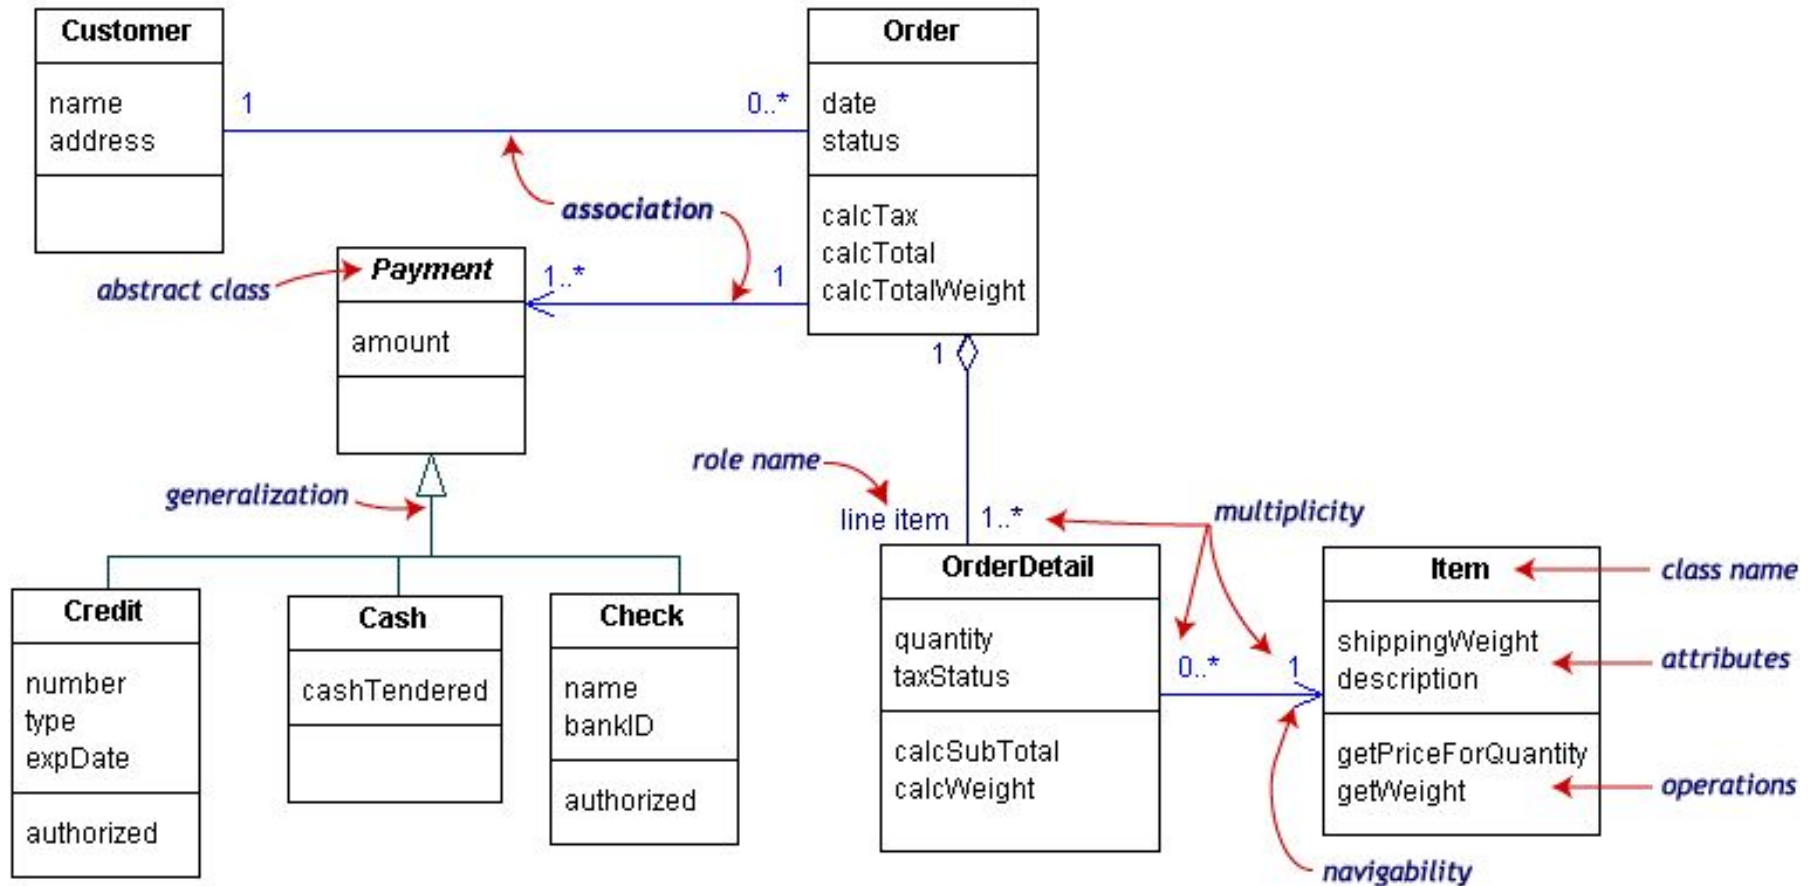 Customer
name
address
1
0..*
Order
date
status
calcTax
calcTotal
calcTotalWeight
association
abstract class
Payment
amount
1..*
1
1
generalization
role name
line item
1..*
multiplicity
Credit
number
type
expDate
authorized
Cash
cashTendered
Check
name
bankID
authorized
OrderDetail
quantity
taxStatus
calcSubTotal
calcWeight
0..*
1
Item
shippingWeight
description
getPriceForQuantity
getWeight
class name
attributes
operations
navigability